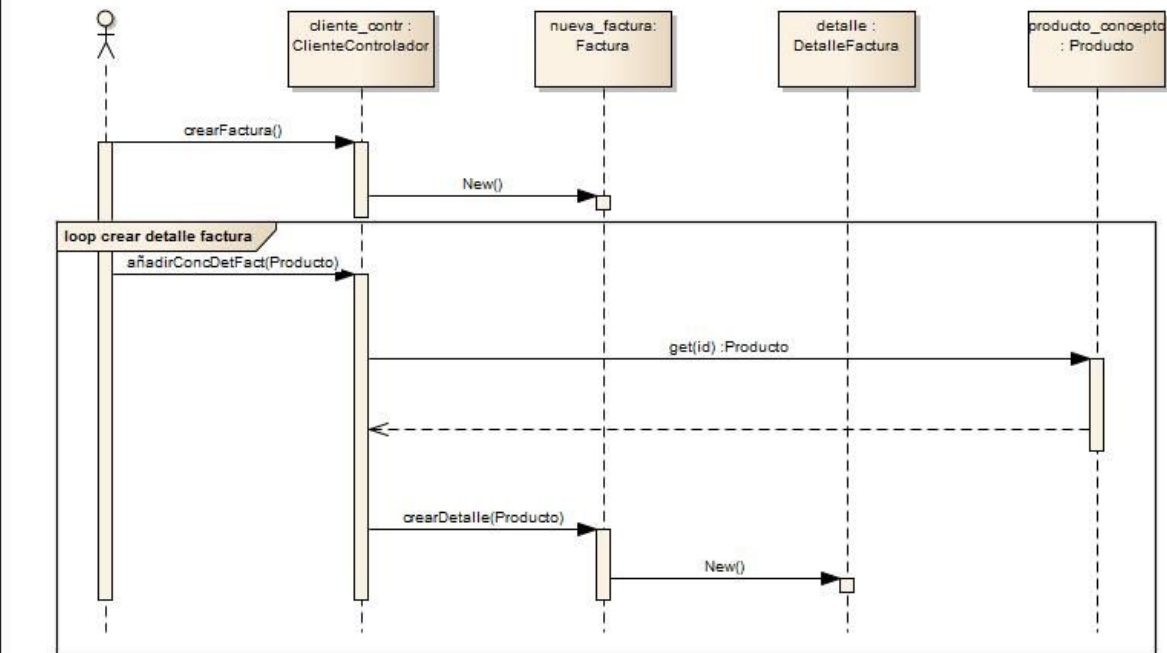 cliente_contr :
ClienteControlador
nueva_factura:
Factura
detalle :
DetalleFactura
producto_concepto
: Producto
crearFactura()
New()
loop crear detalle factura
añadirConcDetFact(Producto)
get(id) :Producto
crearDetalle(Producto)
New()